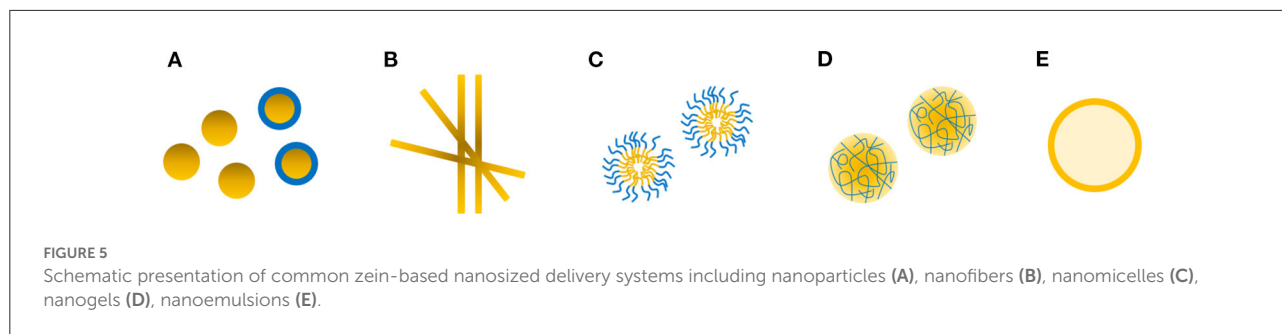 A B C D E
FIGURE 5
Schematic presentation of common zein-based nanosized delivery systems including nanoparticles (A), nanofibers (B), nanomicelles (C),
nanogels (D), nanoemulsions (E).